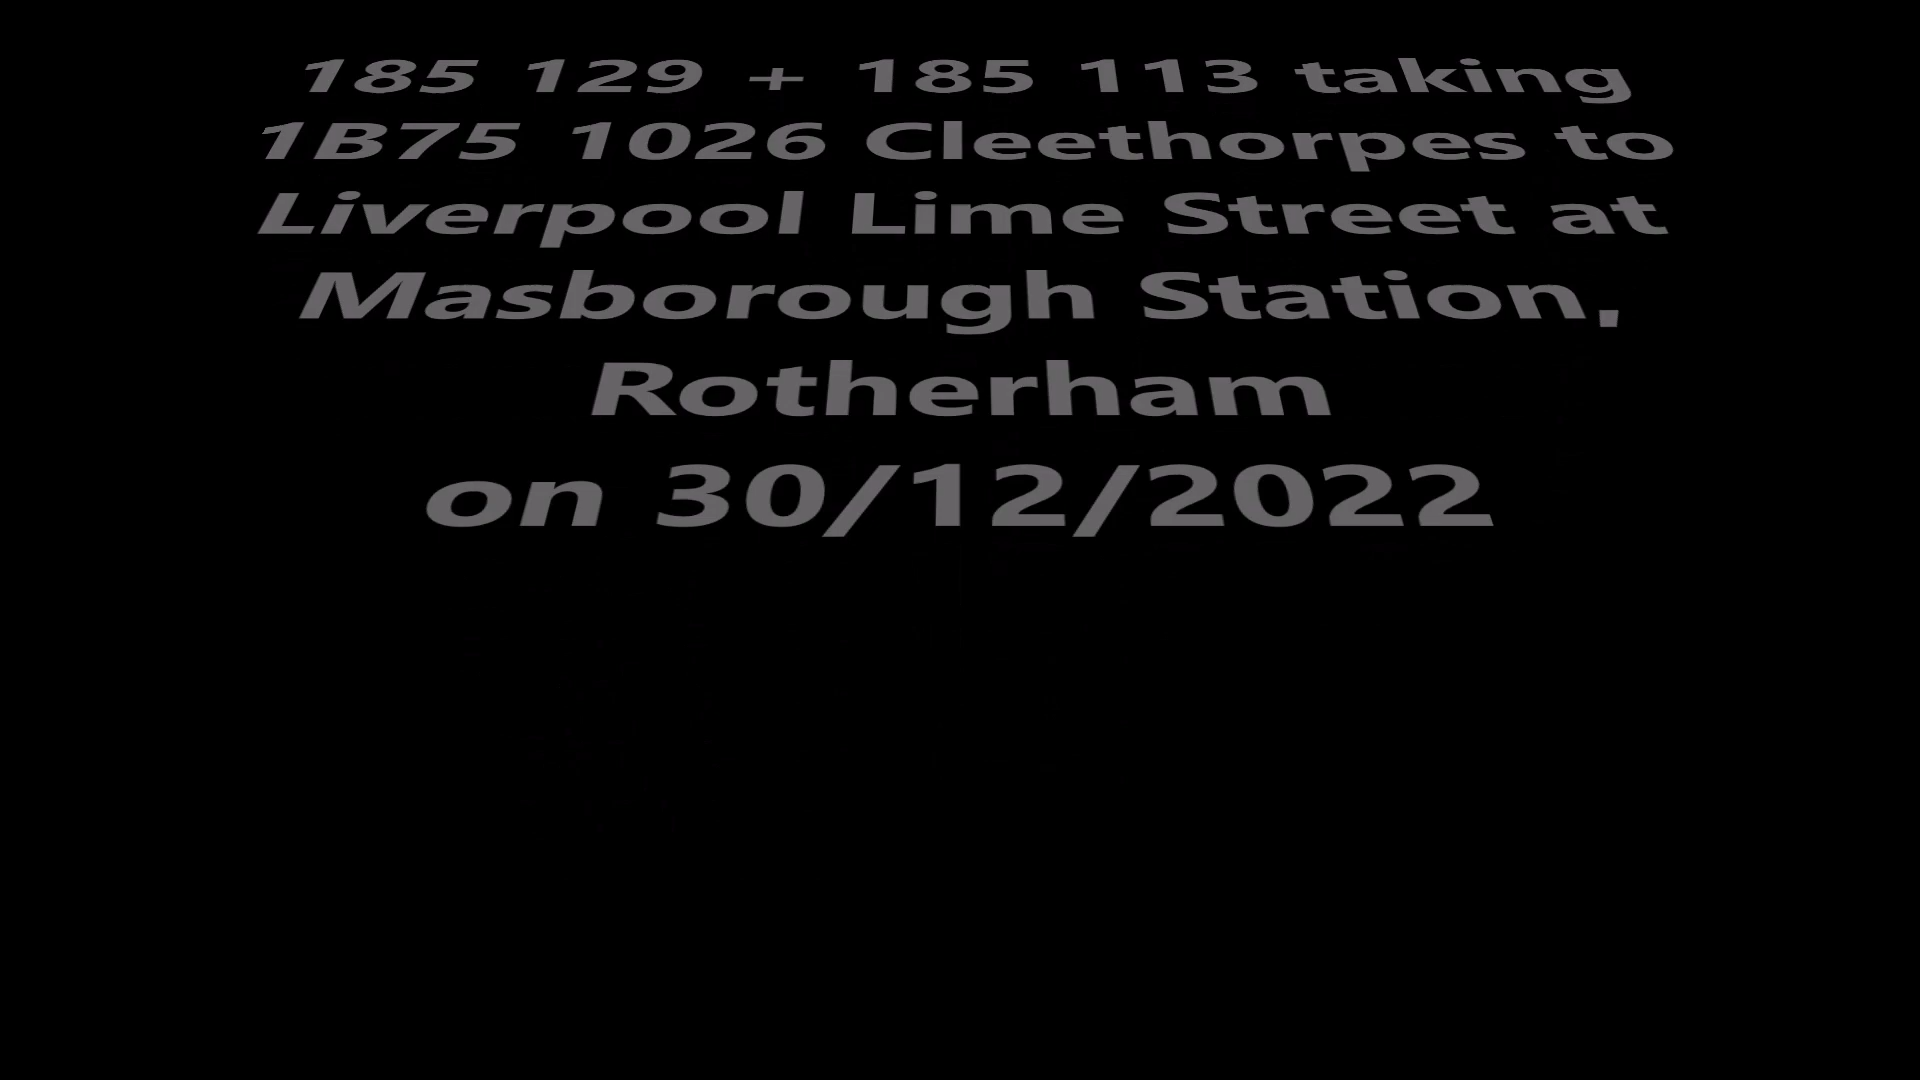 185 129 + 185 113 taking
1B75 1026 Cleethorpes to
Liverpool Lime Street at
Masborough Station.
Rotherham
on 30/12/2022